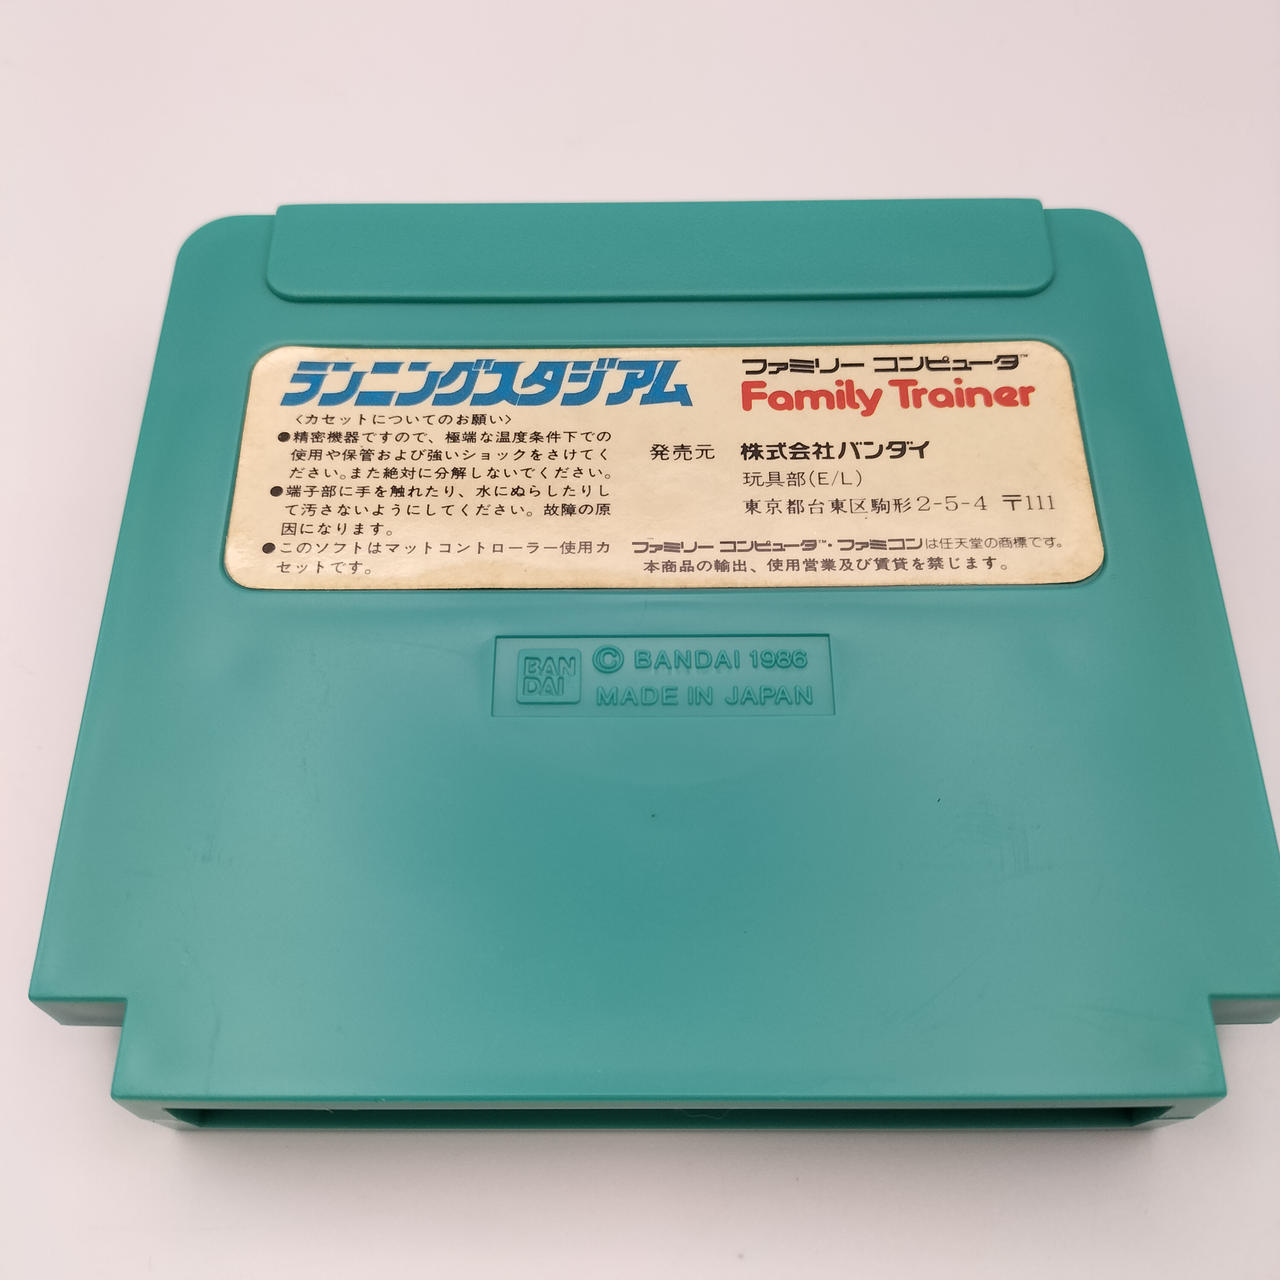 ランニングスタジアム
〈カセットについてのお願い〉
●精密機器ですので、極端な温度条件下での
使用や保管および強いショックをさけてく
ださい。また絶対に分解しないでください。
●端子部に手を触れたり、水にぬらしたりし
て汚さないようにしてください。故障の原
因になります。
●このソフトはマットコントローラー使用カ
セットです。
ファミリー コンピュータ™
Family Trainer
発売元 株式会社バンダイ
玩具部(E/L)
東京都台東区駒形2-5-4 〒111
ファミリー コンピュータ™・ファミコンは任天堂の商標です。
本商品の輸出、使用営業及び賃貸を禁じます。
BAN
DAI
© BANDAI 1986
MADE IN JAPAN